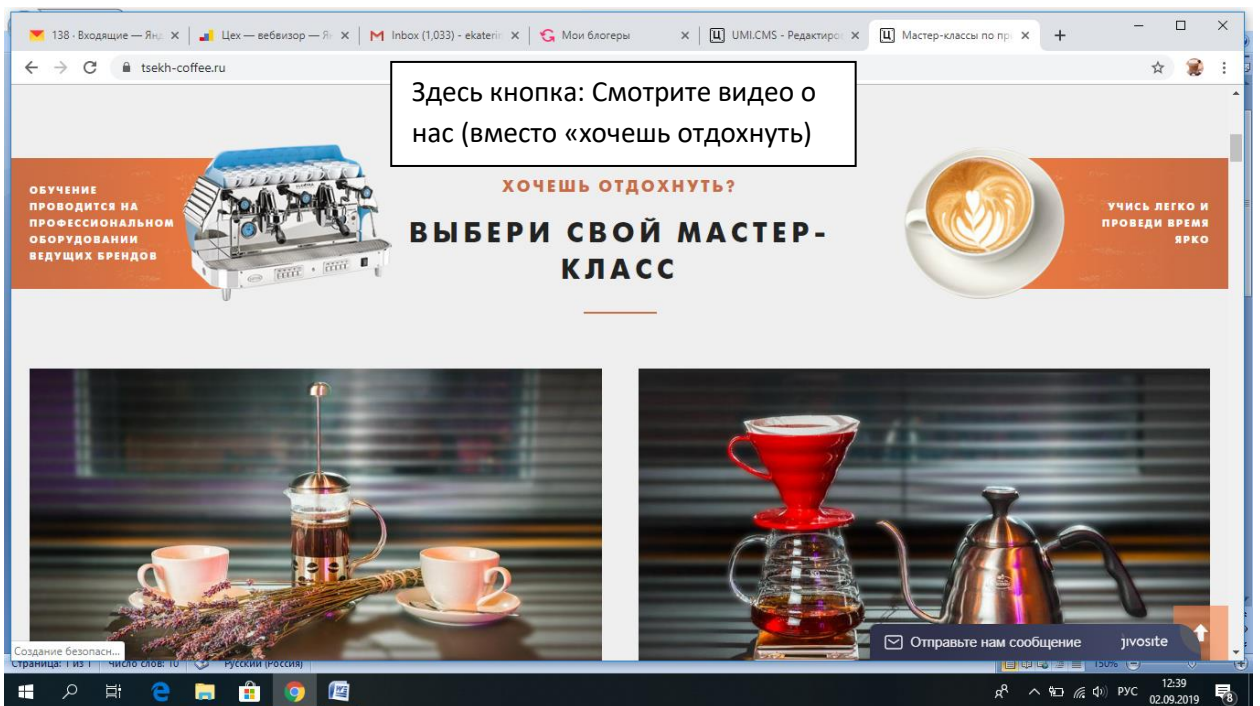 138 · Входящие — Янд
Цех — вебвизор — Ян
Inbox (1,033) - ekaterin
Мои блогеры
UMI.CMS - Редактиров
Мастер-классы по пр
tsekh-coffee.ru
Здесь кнопка: Смотрите видео о
нас (вместо «хочешь отдохнуть)
ОБУЧЕНИЕ
ПРОВОДИТСЯ НА
ПРОФЕССИОНАЛЬНОМ
ОБОРУДОВАНИИ
ВЕДУЩИХ БРЕНДОВ
ХОЧЕШЬ ОТДОХНУТЬ?
ВЫБЕРИ СВОЙ МАСТЕР-
КЛАСС
УЧИСЬ ЛЕГКО И
ПРОВЕДИ ВРЕМЯ
ЯРКО
Отправьте нам сообщение
jivosite
Создание безопасн...
Страница: 1 из 1
Число слов: 10
Русский (Россия)
150%
РУС
12:39
02.09.2019
8